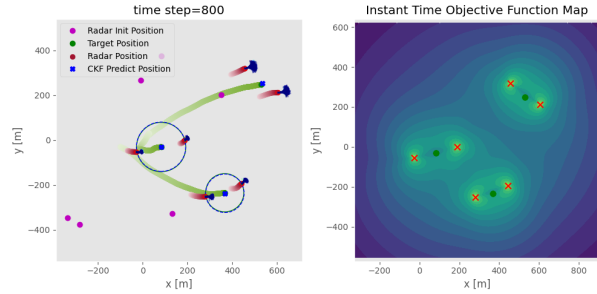 time step=800
Radar Init Position
Target Position
Radar Position
CKF Predict Position
400
200
0
−200
−400
y [m]
−200
0
200
400
600
x [m]
Instant Time Objective Function Map
600
400
200
0
−200
−400
y [m]
−200
0
200
400
600
800
x [m]